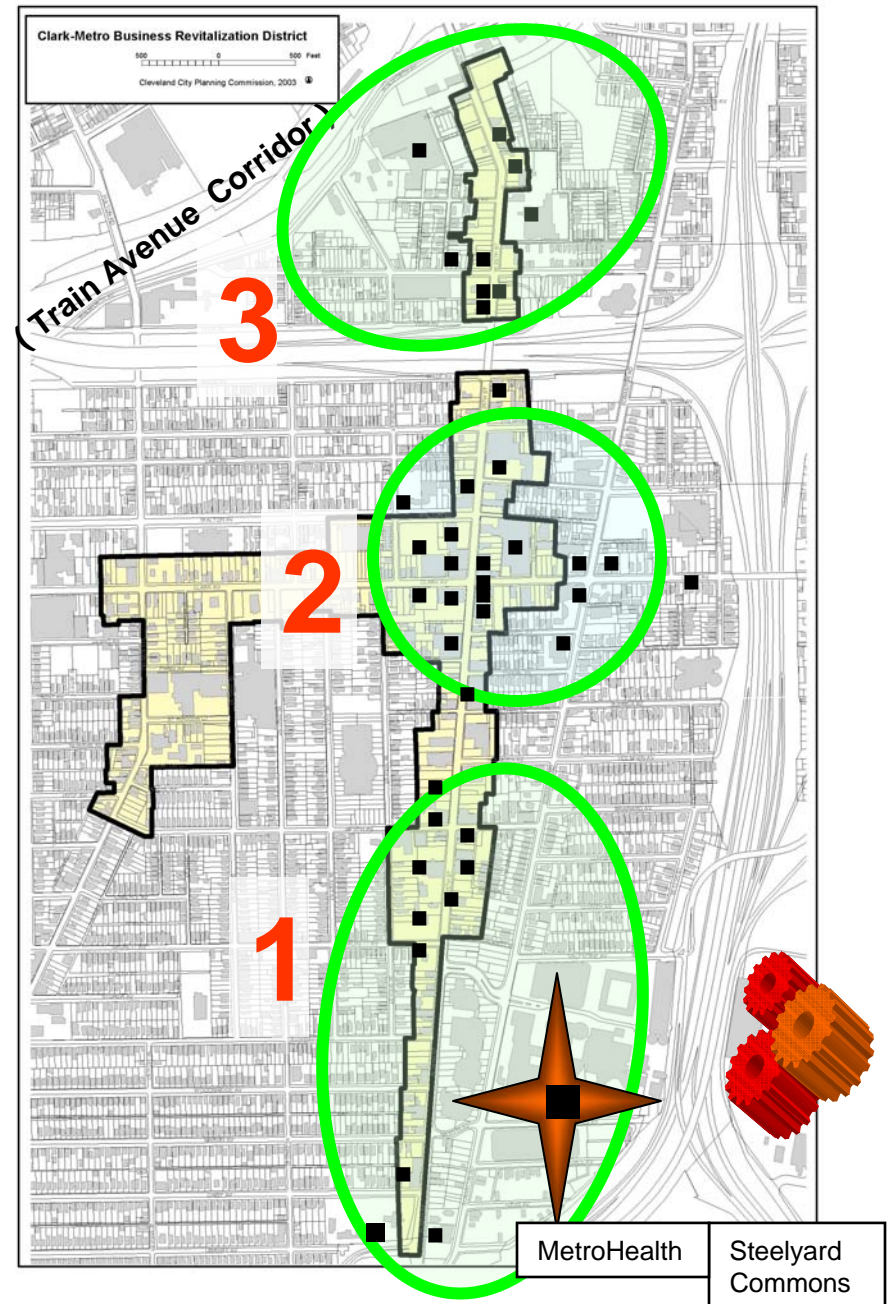 Clark-Metro Business Revitalization District
500 0 500 Feet
Cleveland City Planning Commission, 2003
( Train Avenue Corridor )
3
2
1
MetroHealth
Steelyard
Commons